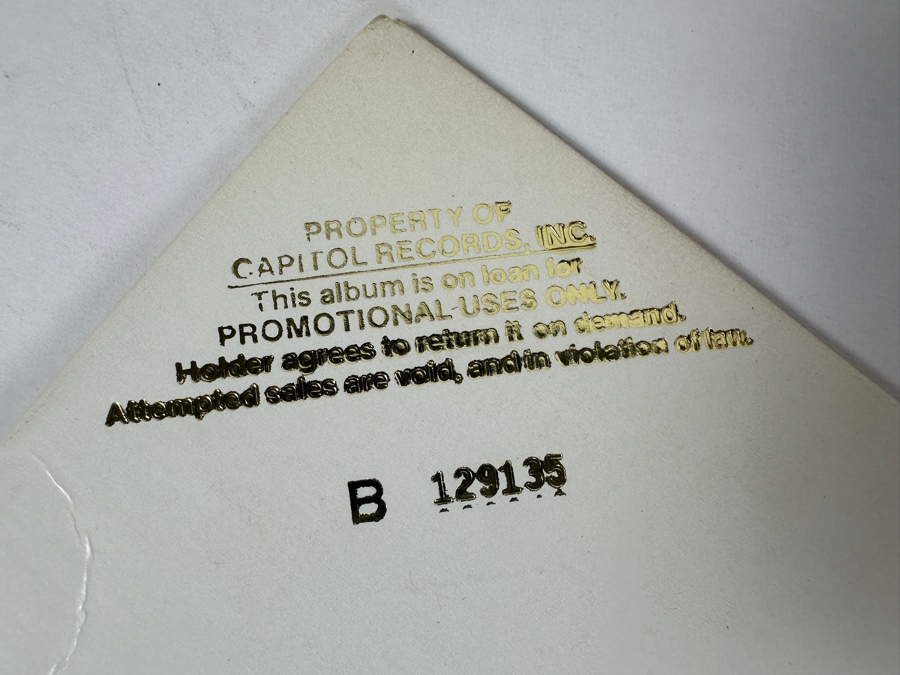 PROPERTY OF
CAPITOL RECORDS, INC.
This album is on loan for
PROMOTIONAL USES ONLY.
Holder agrees to return it on demand.
Attempted sales are void, and in violation of law.
B 129135